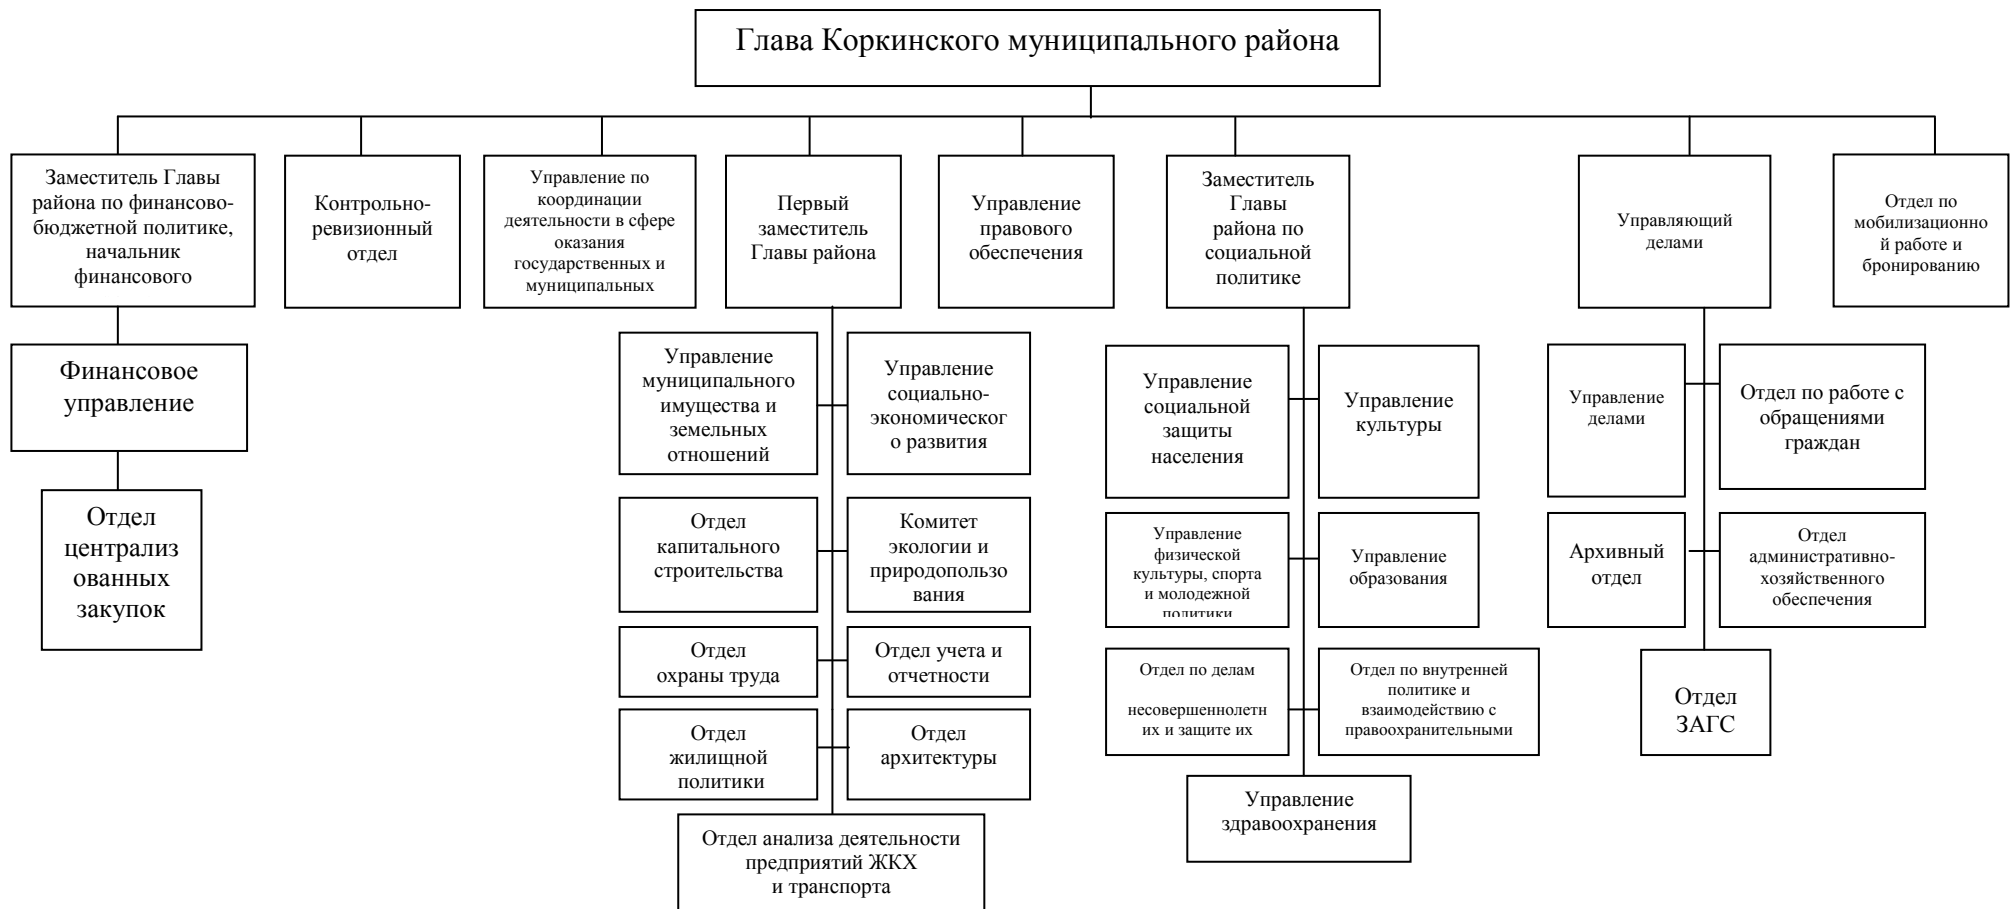 Глава Коркинского муниципального района
Заместитель Главы
района по финансово-
бюджетной политике,
начальник
финансового
Контрольно-
ревизионный
отдел
Управление по
координации
деятельности в сфере
оказания
государственных и
муниципальных
Первый
заместитель
Главы района
Управление
правового
обеспечения
Заместитель
Главы
района по
социальной
политике
Управляющий
делами
Отдел по
мобилизационно
й работе и
бронированию
Финансовое
управление
Отдел
централиз
ованных
закупок
Управление
муниципального
имущества и
земельных
отношений
Управление
социально-
экономическог
о развития
Отдел
капитального
строительства
Комитет
экологии и
природопользо
вания
Отдел
охраны труда
Отдел учета и
отчетности
Отдел
жилищной
политики
Отдел
архитектуры
Отдел анализа деятельности
предприятий ЖКХ
и транспорта
Управление
социальной
защиты
населения
Управление
культуры
Управление
физической
культуры, спорта
и молодежной
политики
Управление
образования
Отдел по делам
несовершеннолетн
их и защите их
Отдел по внутренней
политике и
взаимодействию с
правоохранительными
Управление
здравоохранения
Управление
делами
Отдел по работе с
обращениями
граждан
Архивный
отдел
Отдел
административно-
хозяйственного
обеспечения
Отдел
ЗАГС